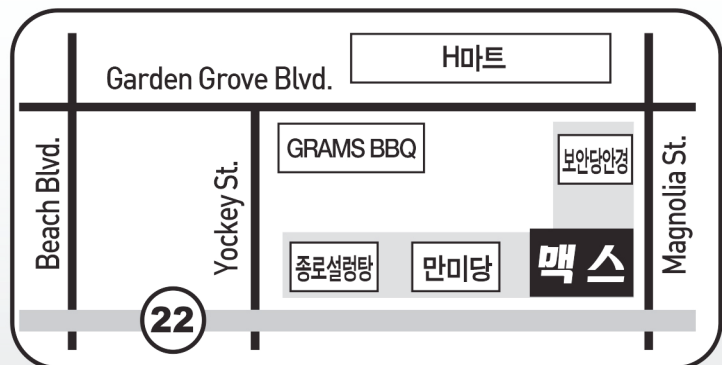 H마트
Garden Grove Blvd.
Beach Blvd.
Yockey St.
GRAMS BBQ
보안당안경
Magnolia St.
종로설렁탕
만미당
맥스
22